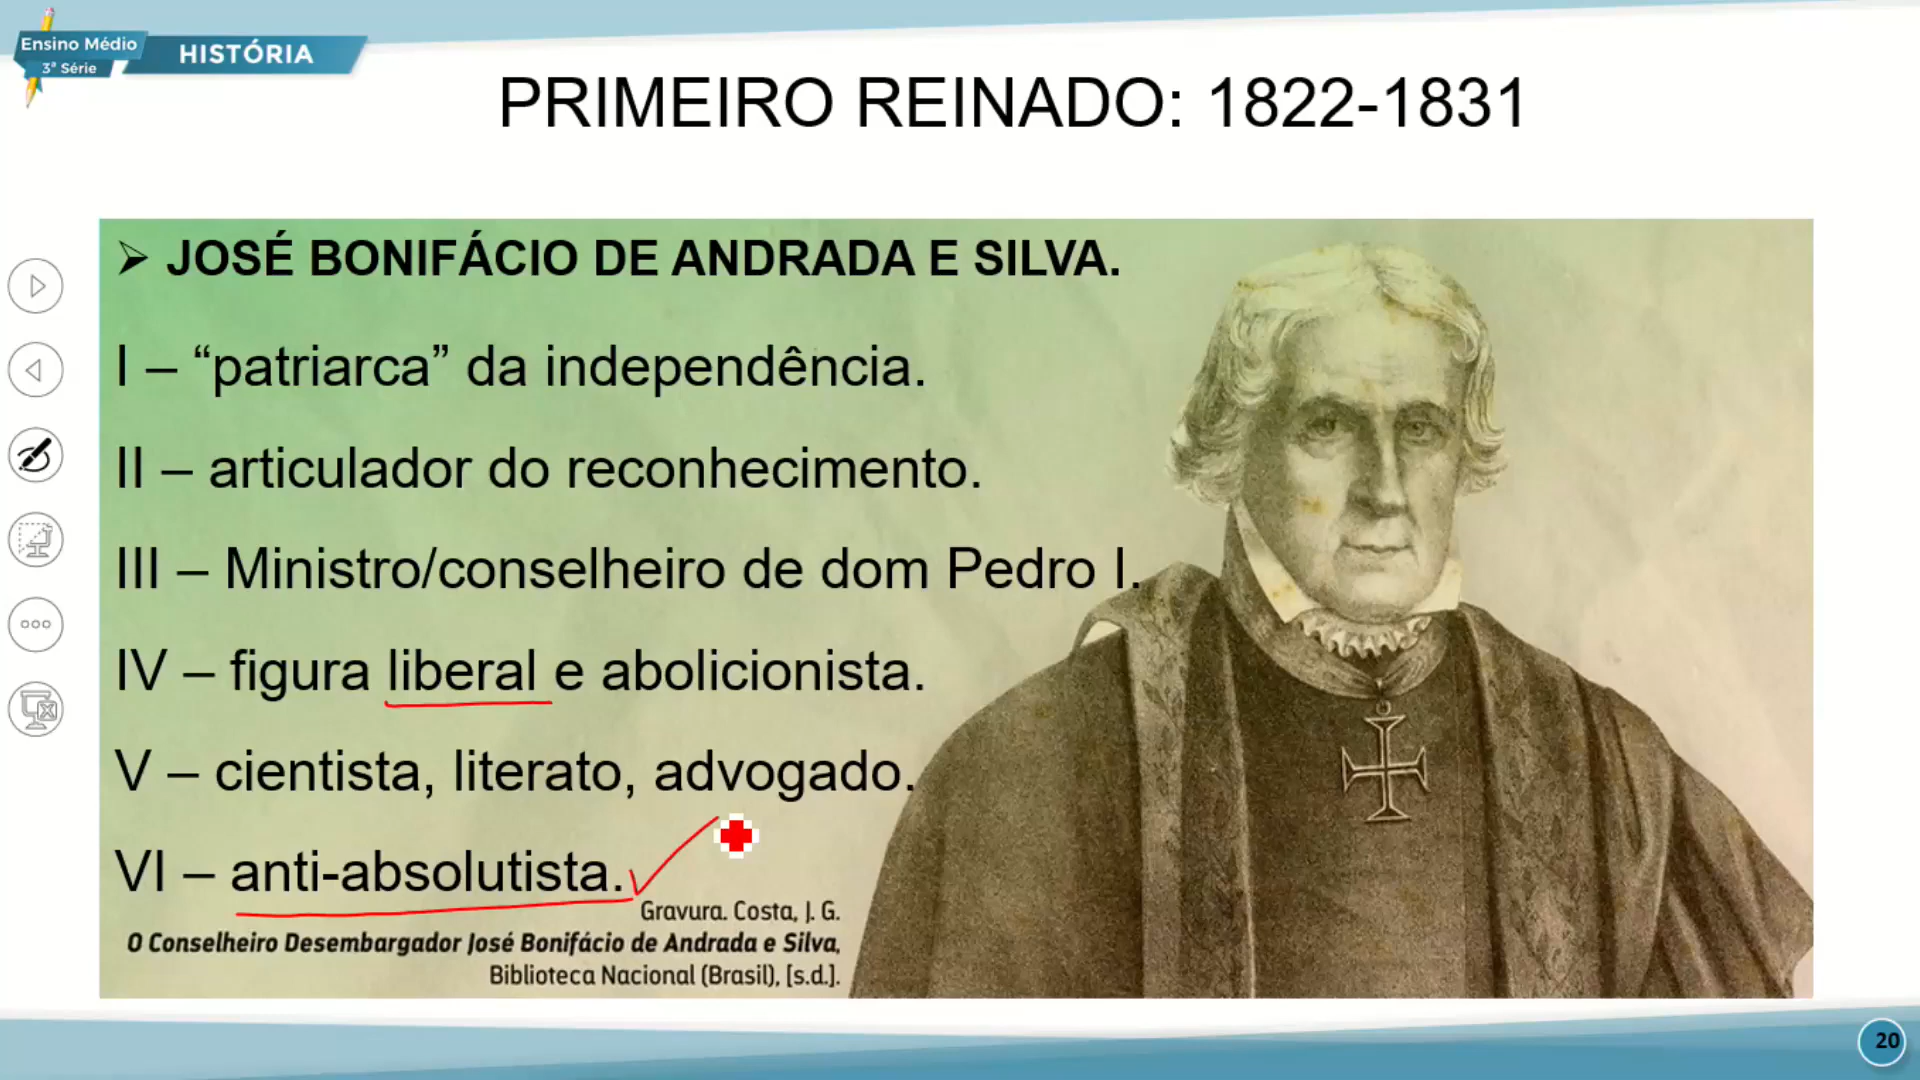 Ensino Médio
3ª Série
HISTÓRIA
PRIMEIRO REINADO: 1822-1831
➢ JOSÉ BONIFÁCIO DE ANDRADA E SILVA.
I – “patriarca” da independência.
II – articulador do reconhecimento.
III – Ministro/conselheiro de dom Pedro I.
IV – figura liberal e abolicionista.
V – cientista, literato, advogado.
VI – anti-absolutista.
Gravura. Costa, J. G.
O Conselheiro Desembargador José Bonifácio de Andrada e Silva,
Biblioteca Nacional (Brasil), [s.d.].
20